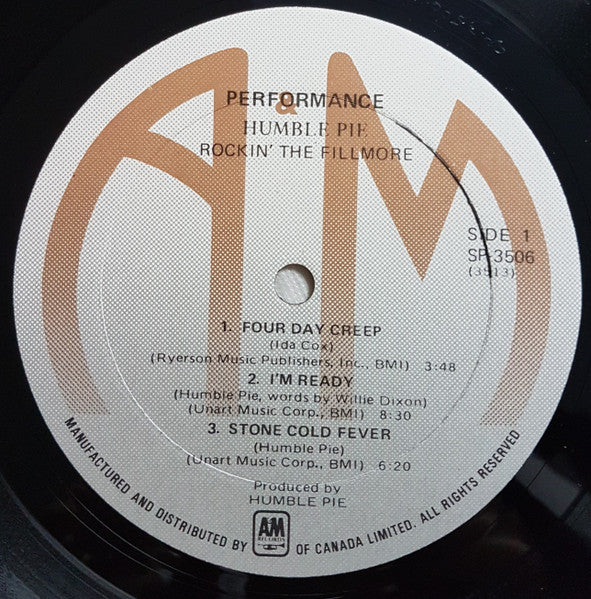 A&M
PERFORMANCE
HUMBLE PIE
ROCKIN' THE FILLMORE
SIDE 1
SP-3506
(3513)
1. FOUR DAY CREEP
(Ida Cox)
(Ryerson Music Publishers, Inc., BMI) 3:48
2. I'M READY
(Humble Pie, words by Willie Dixon)
(Unart Music Corp., BMI) 8:30
3. STONE COLD FEVER
(Humble Pie)
(Unart Music Corp., BMI) 6:20
Produced by
HUMBLE PIE
MANUFACTURED AND DISTRIBUTED BY AM RECORDS OF CANADA LIMITED. ALL RIGHTS RESERVED